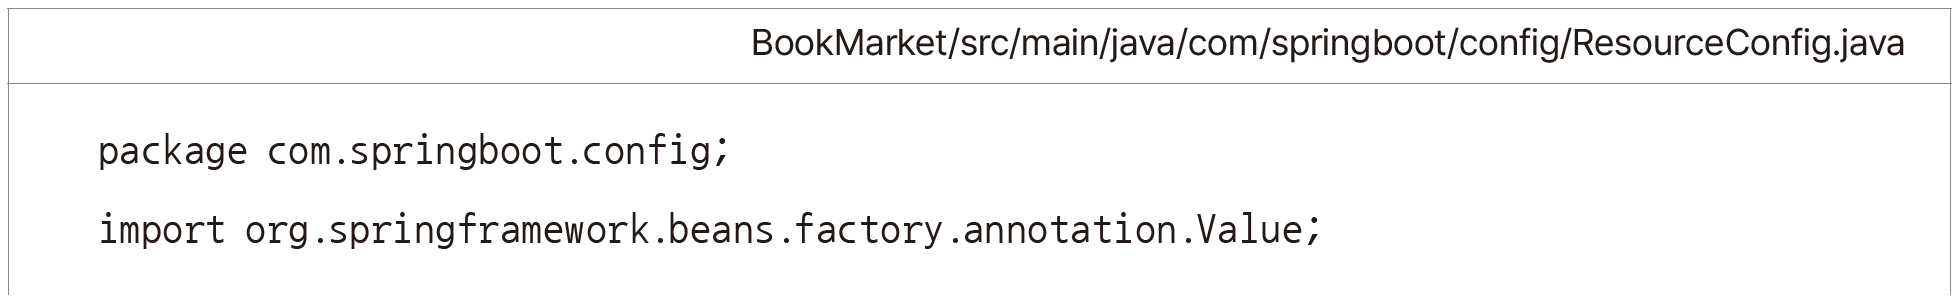 BookMarket/src/main/java/com/springboot/config/ResourceConfig.java
package com.springboot.config;
import org.springframework.beans.factory.annotation.Value;